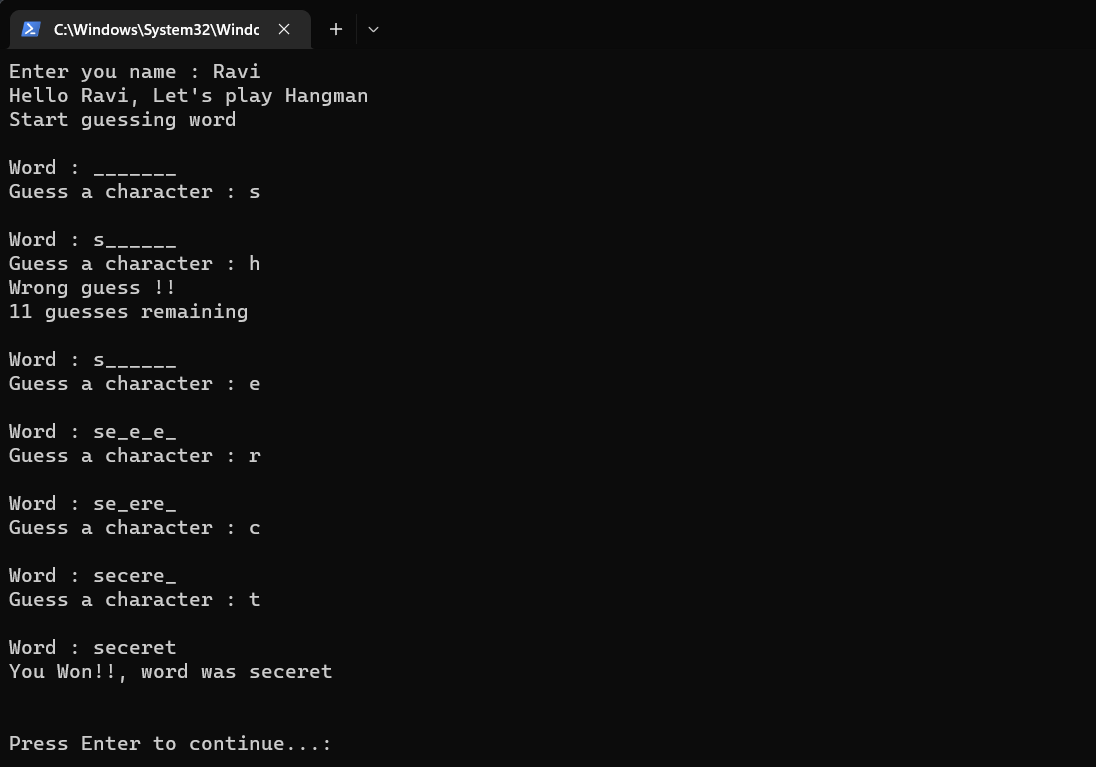 C:\Windows\System32\Windc
Enter you name : Ravi
Hello Ravi, Let's play Hangman
Start guessing word
Word : _______
Guess a character : s
Word : s______
Guess a character : h
Wrong guess !!
11 guesses remaining
Word : s______
Guess a character : e
Word : se_e_e_
Guess a character : r
Word : se_ere_
Guess a character : c
Word : secere_
Guess a character : t
Word : seceret
You Won!!, word was seceret
Press Enter to continue...: